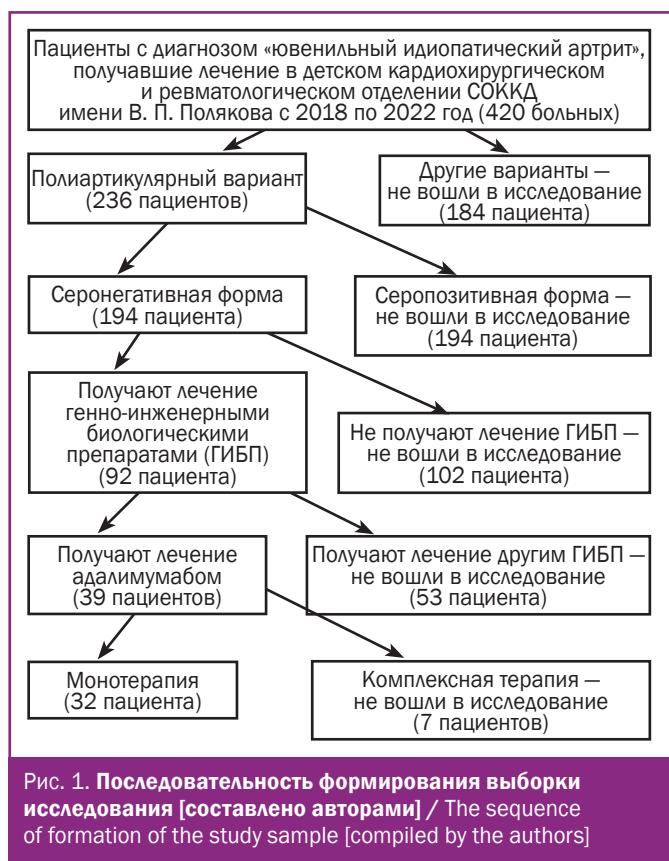 Пациенты с диагнозом «ювенильный идиопатический артрит»,
получавшие лечение в детском кардиохирургическом
и ревматологическом отделении СОККД
имени В. П. Полякова с 2018 по 2022 год (420 больных)
Полиартикулярный вариант
(236 пациентов)
Другие варианты —
не вошли в исследование
(184 пациента)
Серонегативная форма
(194 пациента)
Серопозитивная форма —
не вошли в исследование
(194 пациента)
Получают лечение
генно-инженерными
биологическими
препаратами (ГИБП)
(92 пациента)
Не получают лечение ГИБП —
не вошли в исследование
(102 пациента)
Получают лечение
адалимумабом
(39 пациентов)
Получают лечение другим ГИБП —
не вошли в исследование
(53 пациента)
Монотерапия
(32 пациента)
Комплексная терапия —
не вошли в исследование
(7 пациентов)
Рис. 1. Последовательность формирования выборки
исследования [составлено авторами] / The sequence
of formation of the study sample [compiled by the authors]